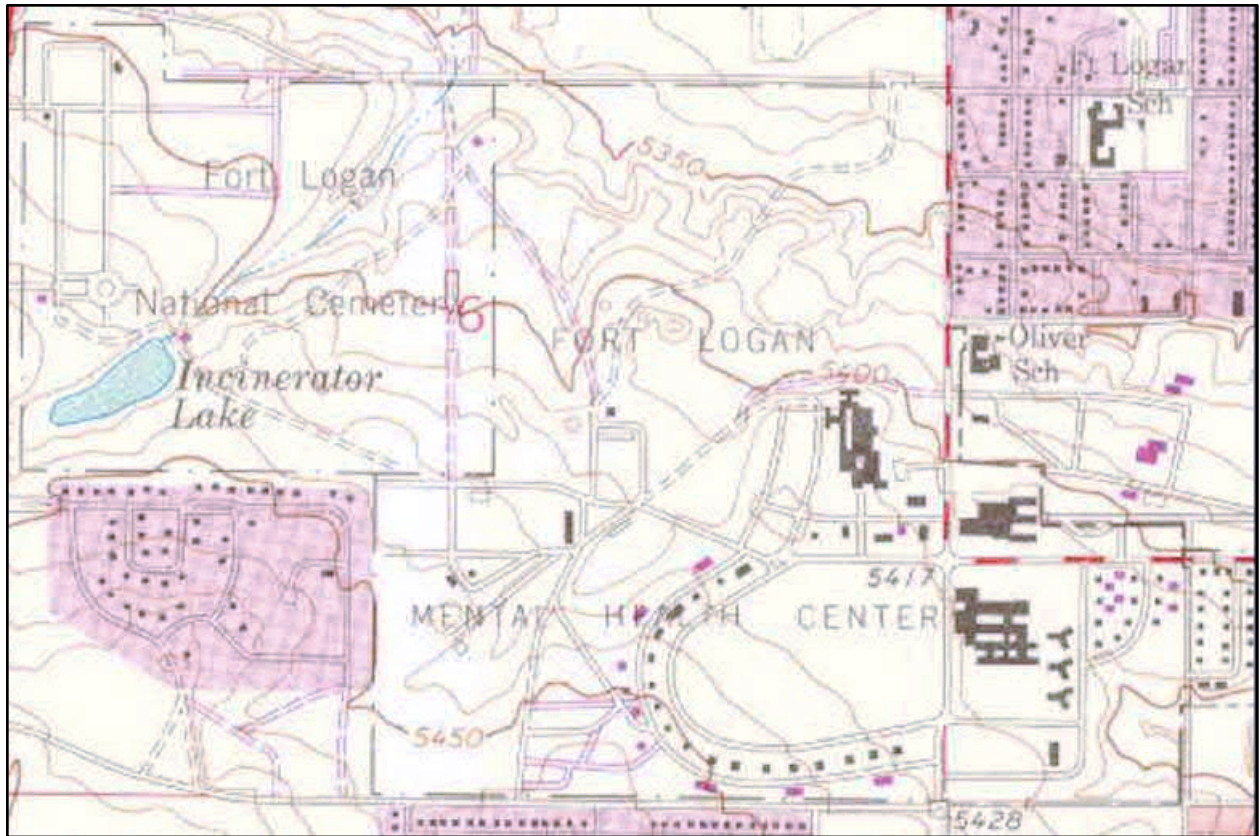 Ft. Logan
Sch
5350
Fort Logan
National Cemetery
6
FORT LOGAN
Oliver
Sch
Incinerator
Lake
5400
5417
MENTAL HEALTH CENTER
5450
5428